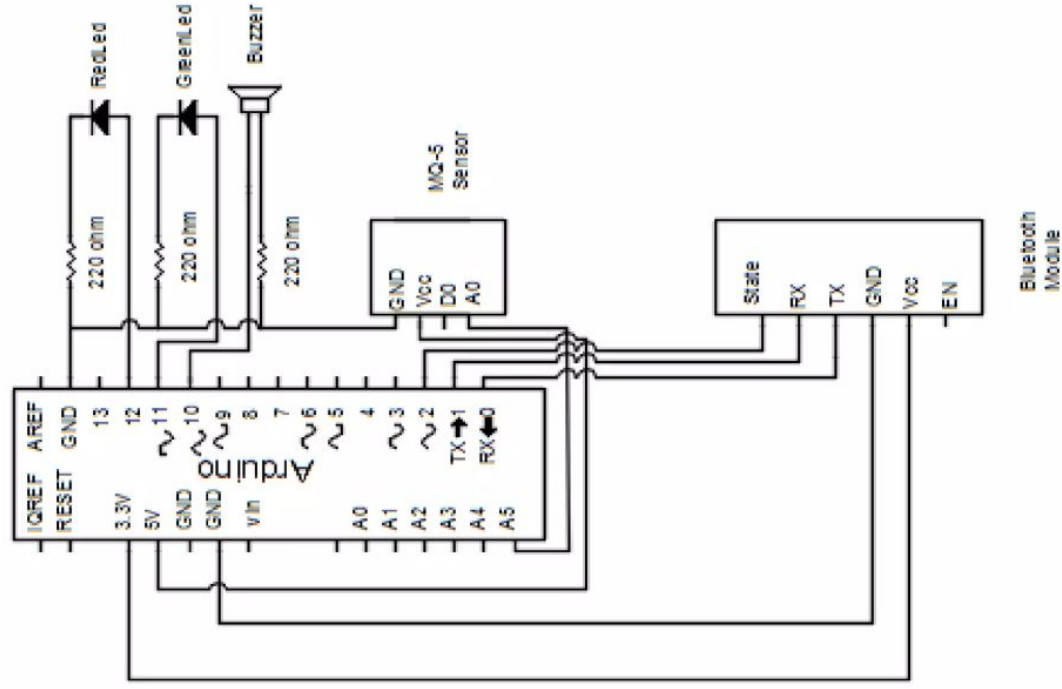 RedLed
GreenLed
Buzzer
220 ohm
220 ohm
220 ohm
MQ-5
Sensor
GND
Vcc
D0
A0
State
RX
TX
GND
Vcc
EN
Bluetooth
Module
AREF
GND
13
12
~11
~10
~9
8
7
~6
~5
4
~3
~2
TX→1
RX←0
Arduino
IOREF
RESET
3.3V
5V
GND
GND
Vin
A0
A1
A2
A3
A4
A5